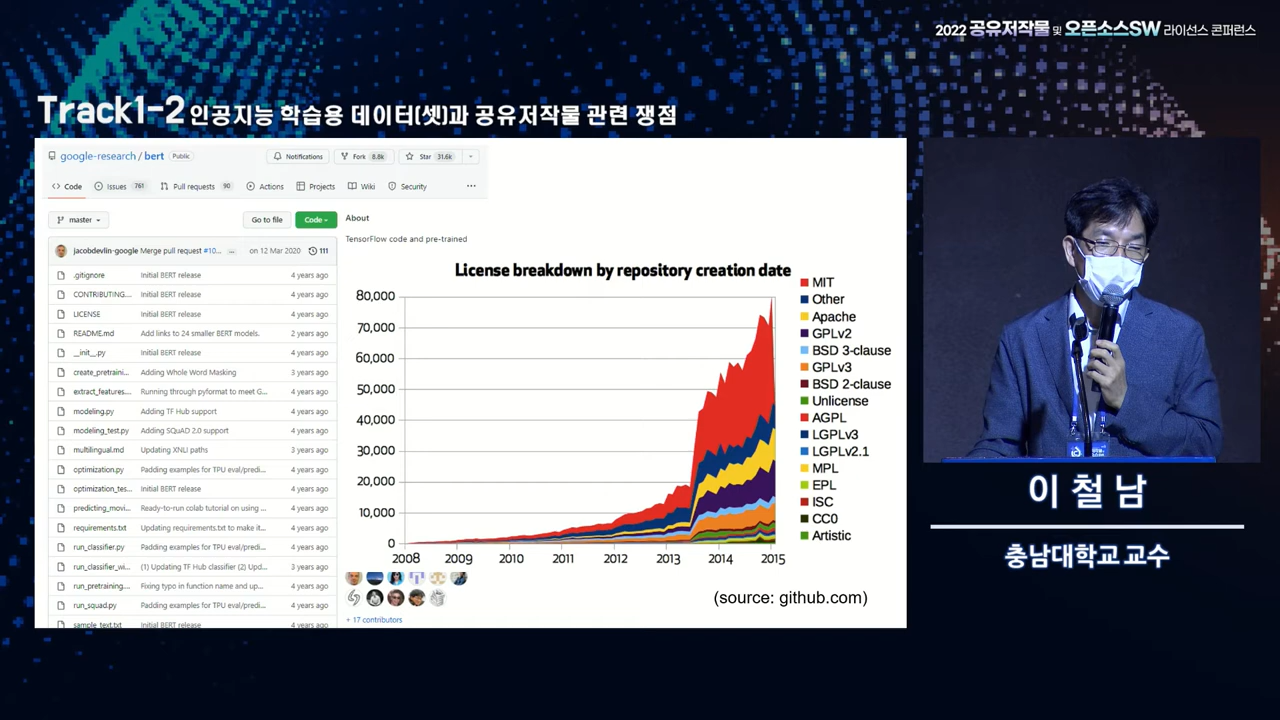 2022 공유저작물 및 오픈소스SW 라이선스 컨퍼런스
Track1-2 인공지능 학습용 데이터(셋)과 공유저작물 관련 쟁점
google-research / bert Public
Notifications Fork 8.8k Star 31.6k
Code Issues 761 Pull requests 90 Actions Projects Wiki Security ...
master Go to file Code
About
TensorFlow code and pre-trained
jacobdevlin-google Merge pull request #10... ... on 12 Mar 2020 111
.gitignore Initial BERT release 4 years ago
CONTRIBUTING.... Initial BERT release 4 years ago
LICENSE Initial BERT release 4 years ago
README.md Add links to 24 smaller BERT models. 2 years ago
__init__.py Initial BERT release 4 years ago
create_pretraini... Adding Whole Word Masking 3 years ago
extract_features.... Running through pyformat to meet G... 4 years ago
modeling.py Adding TF Hub support 4 years ago
modeling_test.py Adding SQuAD 2.0 support 4 years ago
multilingual.md Updating XNLI paths 3 years ago
optimization.py Padding examples for TPU eval/predi... 4 years ago
optimization_tes... Initial BERT release 4 years ago
predicting_movi... Ready-to-run colab tutorial on using ... 4 years ago
requirements.txt Updating requirements.txt to make it... 4 years ago
run_classifier.py Padding examples for TPU eval/predi... 4 years ago
run_classifier_wi... (1) Updating TF Hub classifier (2) Upd... 3 years ago
run_pretraining.... Fixing typo in function name and up... 4 years ago
run_squad.py Padding examples for TPU eval/predi... 4 years ago
sample_text.txt Initial BERT release 4 years ago
License breakdown by repository creation date
80,000
70,000
60,000
50,000
40,000
30,000
20,000
10,000
0
2008 2009 2010 2011 2012 2013 2014 2015
MIT
Other
Apache
GPLv2
BSD 3-clause
GPLv3
BSD 2-clause
Unlicense
AGPL
LGPLv3
LGPLv2.1
MPL
EPL
ISC
CC0
Artistic
(source: github.com)
+ 17 contributors
이철남
충남대학교 교수